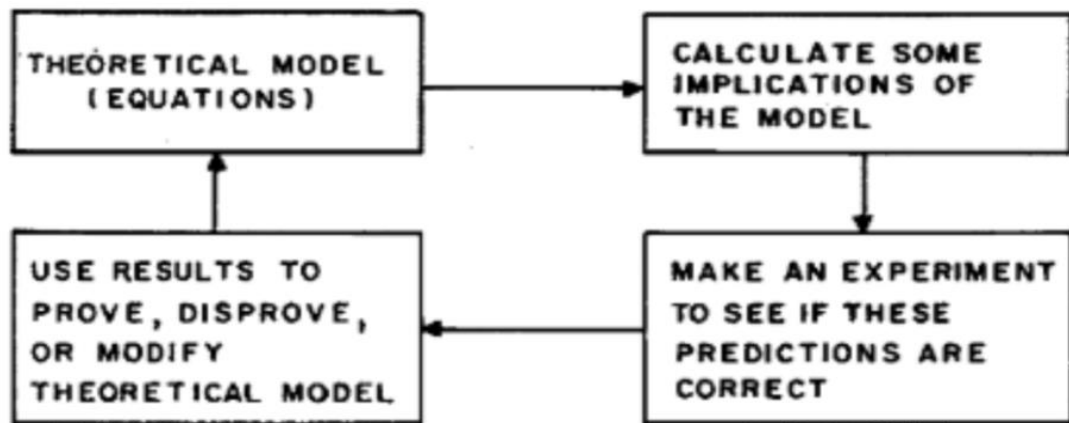 THEORETICAL MODEL
(EQUATIONS)
CALCULATE SOME
IMPLICATIONS OF
THE MODEL
MAKE AN EXPERIMENT
TO SEE IF THESE
PREDICTIONS ARE
CORRECT
USE RESULTS TO
PROVE, DISPROVE,
OR MODIFY
THEORETICAL MODEL